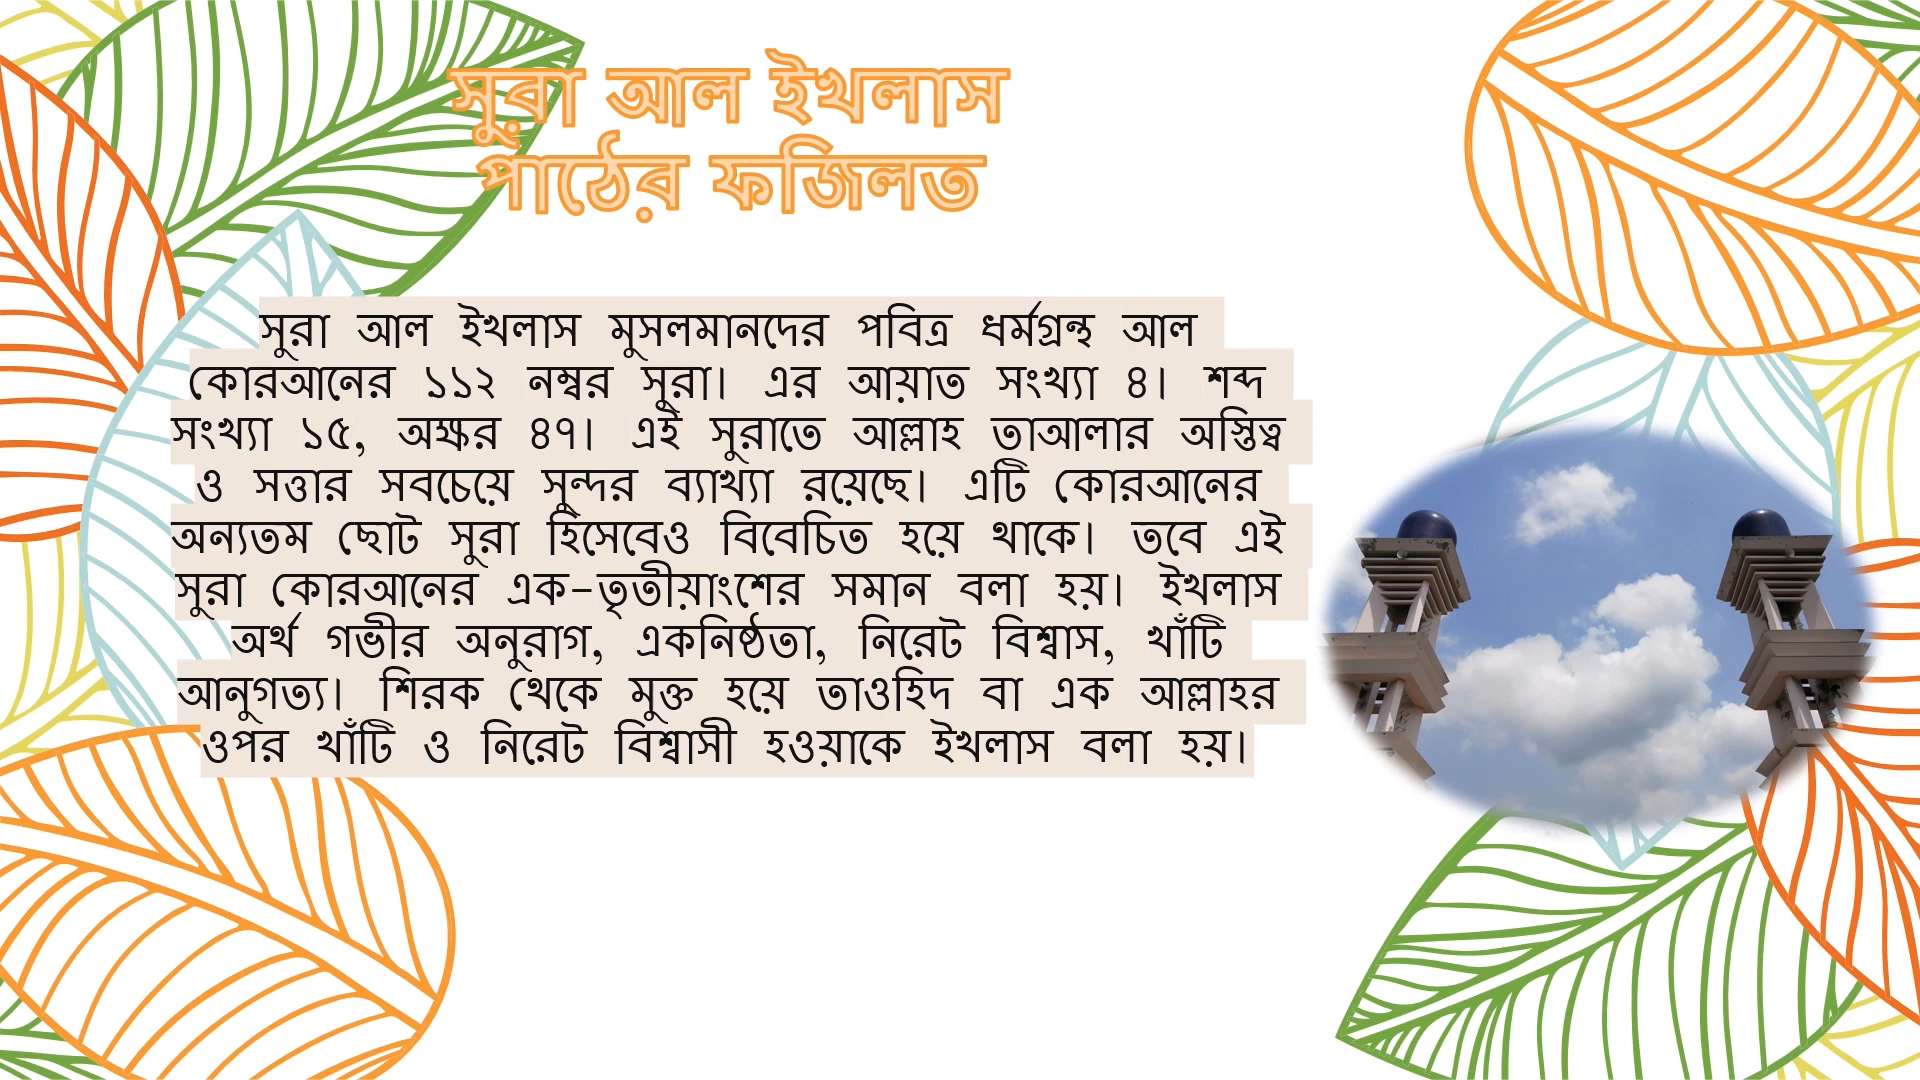 সুরা আল ইখলাস
পাঠের ফজিলত
সুরা আল ইখলাস মুসলমানদের পবিত্র ধর্মগ্রন্থ আল
কোরআনের ১১২ নম্বর সূরা। এর আয়াত সংখ্যা ৪। শব্দ
সংখ্যা ১৫, অক্ষর ৪৭। এই সুরাতে আল্লাহ তাআলার অস্তিত্ব
ও সত্তার সবচেয়ে সুন্দর ব্যাখ্যা রয়েছে। এটি কোরআনের
অন্যতম ছোট সুরা হিসেবেও বিবেচিত হয়ে থাকে। তবে এই
সুরা কোরআনের এক-তৃতীয়াংশের সমান বলা হয়। ইখলাস
অর্থ গভীর অনুরাগ, একনিষ্ঠতা, নিরেট বিশ্বাস, খাঁটি
আনুগত্য। শিরক থেকে মুক্ত হয়ে তাওহিদ বা এক আল্লাহর
ওপর খাঁটি ও নিরেট বিশ্বাসী হওয়াকে ইখলাস বলা হয়।